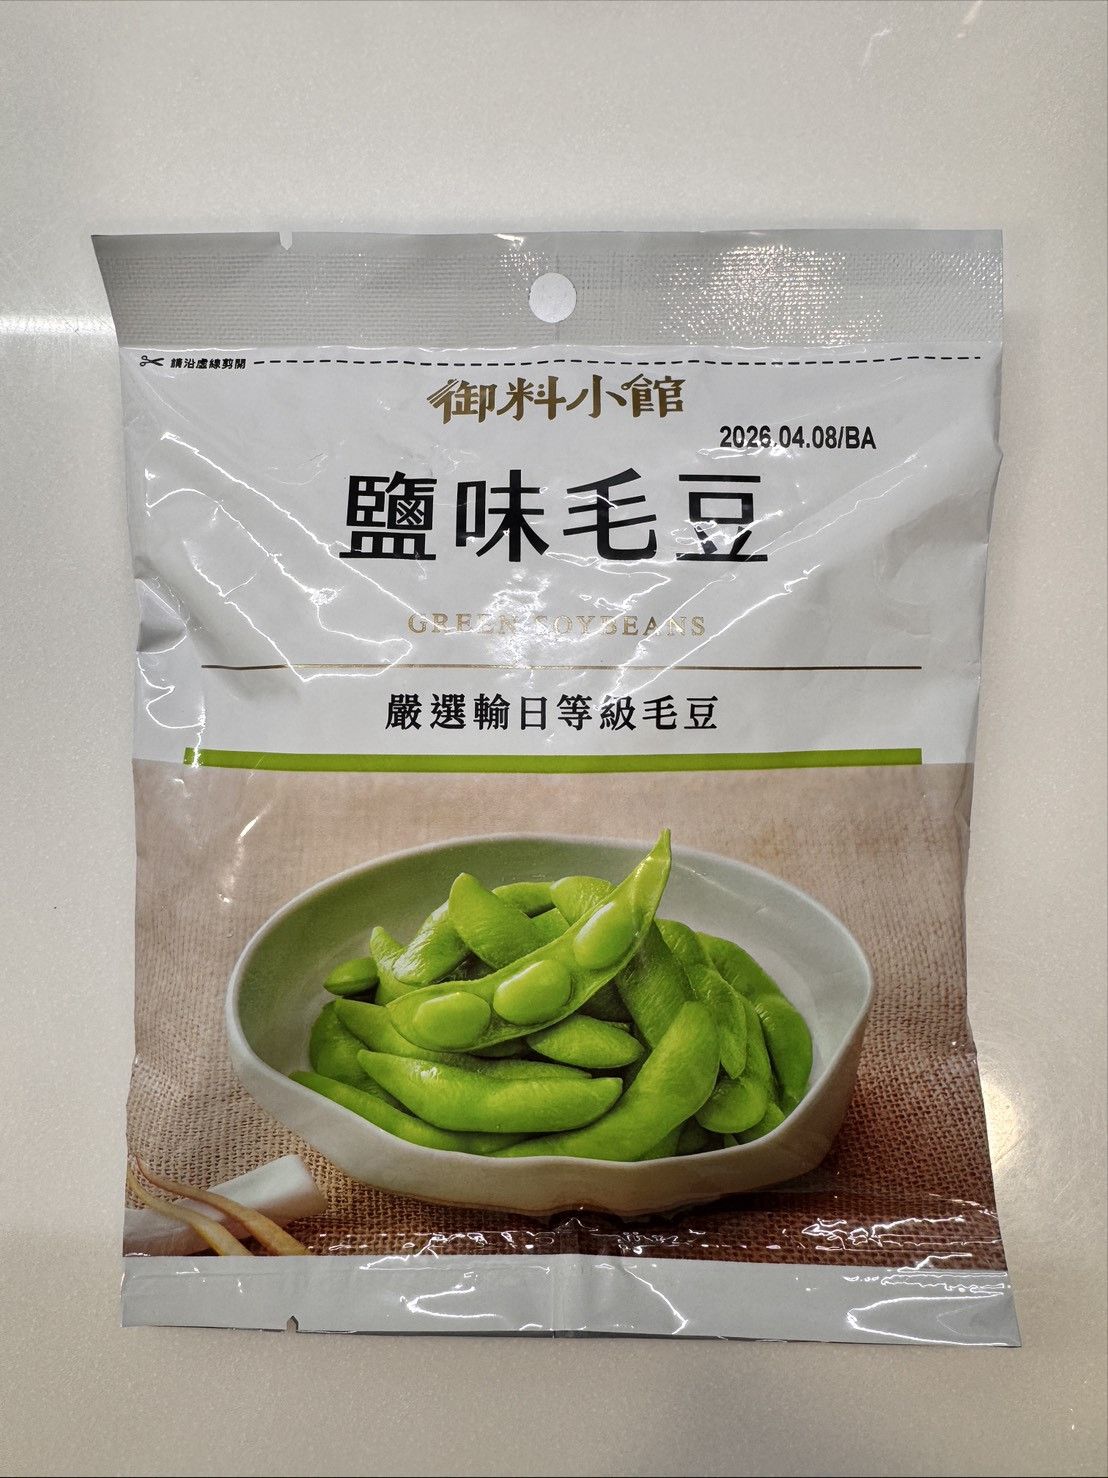 請沿虛線剪開
御料小館
2026.04.08/BA
鹽味毛豆
GREEN SOYBEANS
嚴選輸日等級毛豆